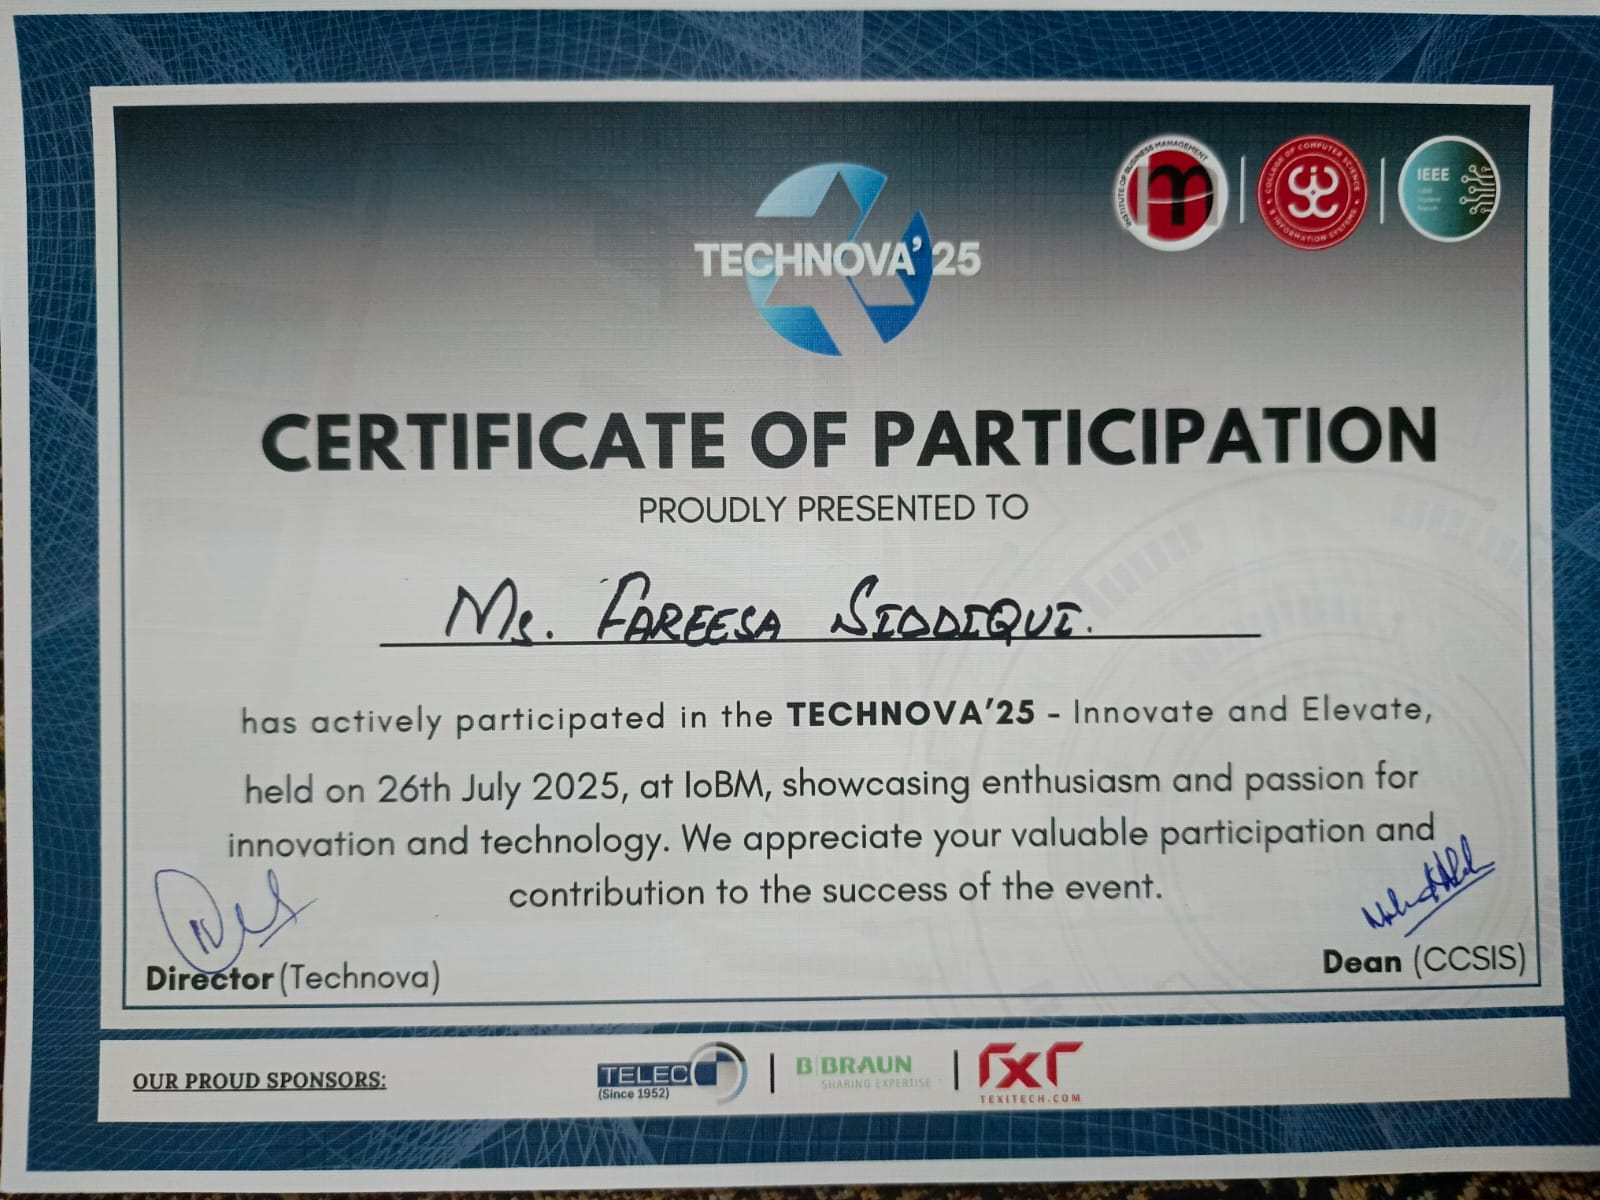 INSTITUTE OF BUSINESS MANAGEMENT
COLLEGE OF COMPUTER SCIENCE & INFORMATION SYSTEMS
IEEE
TECHNOVA' 25
CERTIFICATE OF PARTICIPATION
PROUDLY PRESENTED TO
Ms. FAREESA SIDDIQUI.
has actively participated in the TECHNOVA'25 - Innovate and Elevate,
held on 26th July 2025, at IoBM, showcasing enthusiasm and passion for
innovation and technology. We appreciate your valuable participation and
contribution to the success of the event.
Director (Technova)
Dean (CCSIS)
OUR PROUD SPONSORS:
TELEC
(Since 1952)
B BRAUN
SHARING EXPERTISE
TXT
TEXITECH.COM